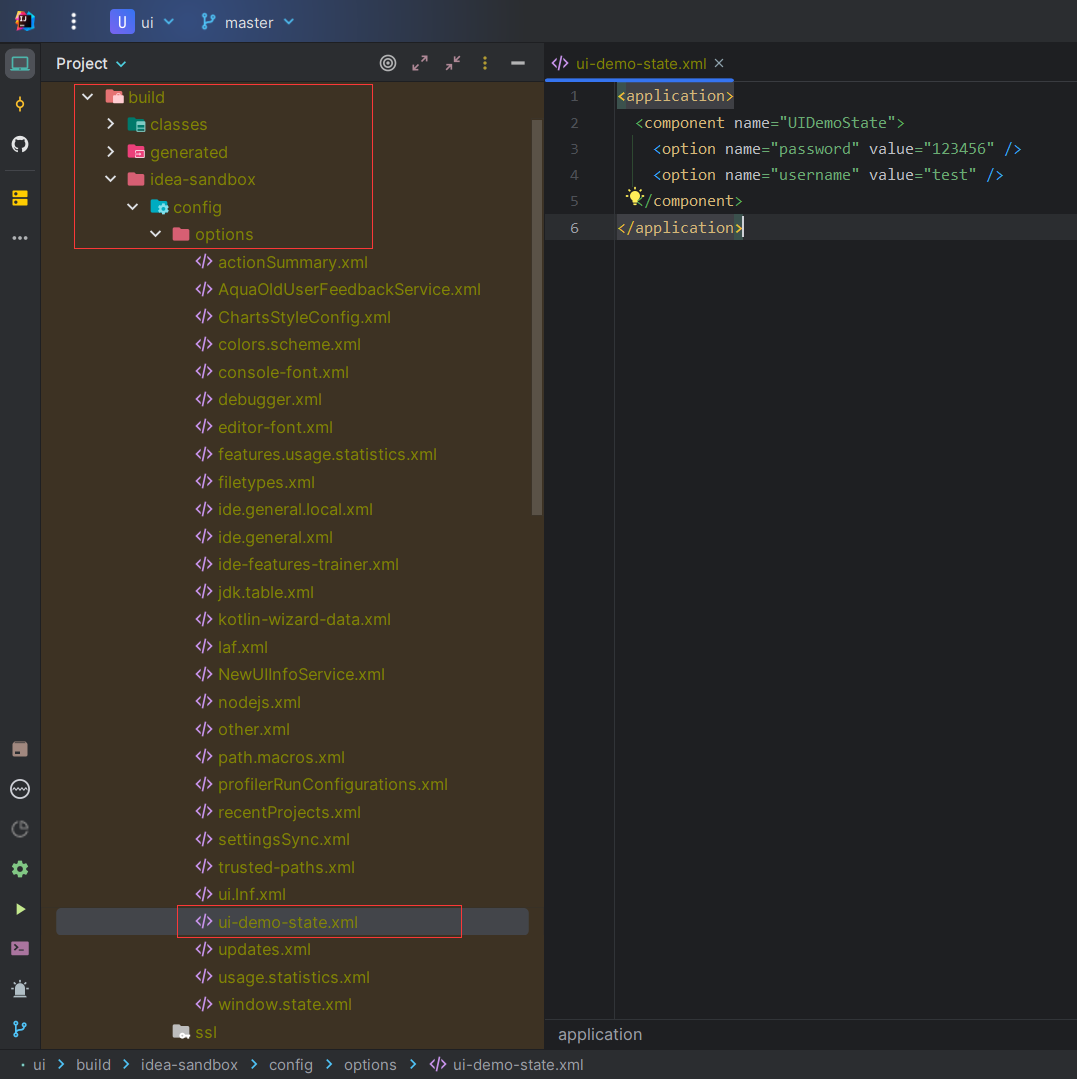 U ui master
Project
ui-demo-state.xml
build
classes
generated
idea-sandbox
config
options
actionSummary.xml
AquaOldUserFeedbackService.xml
ChartsStyleConfig.xml
colors.scheme.xml
console-font.xml
debugger.xml
editor-font.xml
features.usage.statistics.xml
filetypes.xml
ide.general.local.xml
ide.general.xml
ide-features-trainer.xml
jdk.table.xml
kotlin-wizard-data.xml
laf.xml
NewUIInfoService.xml
nodejs.xml
other.xml
path.macros.xml
profilerRunConfigurations.xml
recentProjects.xml
settingsSync.xml
trusted-paths.xml
ui.lnf.xml
ui-demo-state.xml
updates.xml
usage.statistics.xml
window.state.xml
ssl
1 <application>
2 <component name="UIDemoState">
3 <option name="password" value="123456" />
4 <option name="username" value="test" />
5 </component>
6 </application>
application
ui > build > idea-sandbox > config > options > ui-demo-state.xml